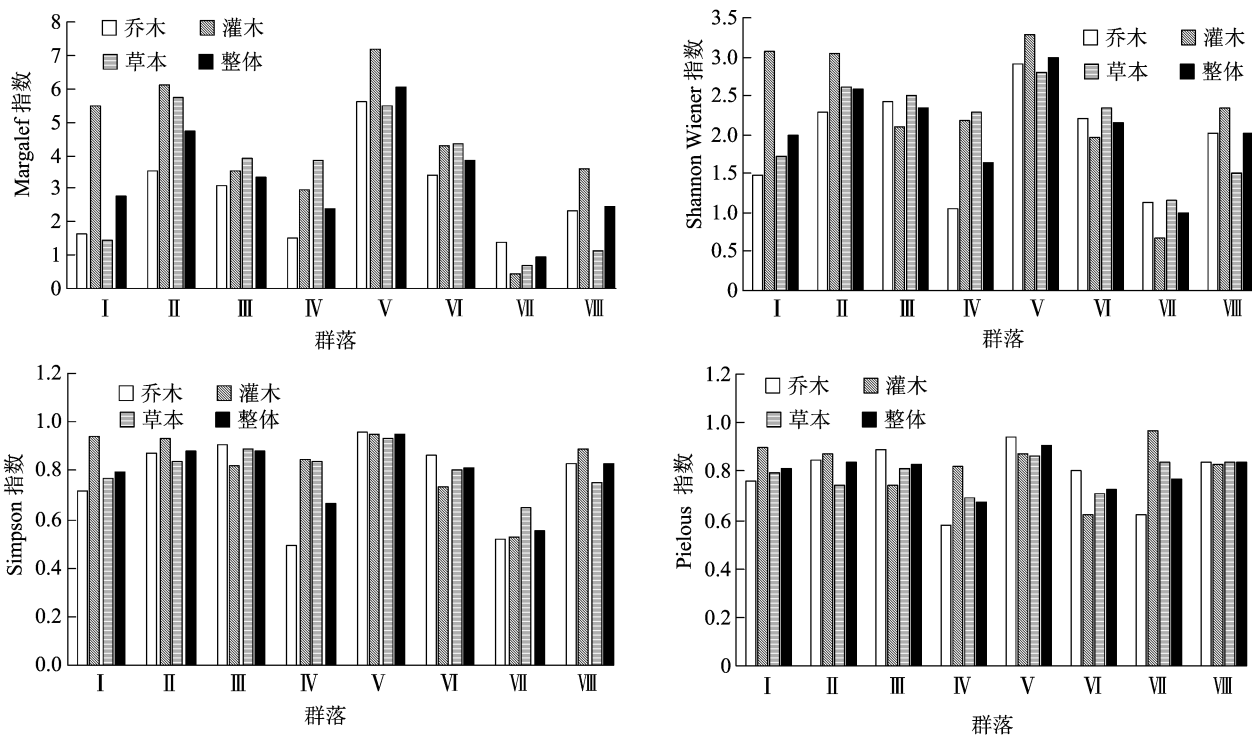 Margalef 指数
8
7
6
5
4
3
2
1
0
乔木 灌木
草本 整体
Ⅰ Ⅱ Ⅲ Ⅳ Ⅴ Ⅵ Ⅶ Ⅷ
群落
Shannon Wiener 指数
3.5
3.0
2.5
2.0
1.5
1.0
0.5
0
乔木 灌木
草本 整体
Ⅰ Ⅱ Ⅲ Ⅳ Ⅴ Ⅵ Ⅶ Ⅷ
群落
Simpson 指数
1.2
1.0
0.8
0.6
0.4
0.2
0.0
乔木 灌木
草本 整体
Ⅰ Ⅱ Ⅲ Ⅳ Ⅴ Ⅵ Ⅶ Ⅷ
群落
Pielous 指数
1.2
1.0
0.8
0.6
0.4
0.2
0
乔木 灌木
草本 整体
Ⅰ Ⅱ Ⅲ Ⅳ Ⅴ Ⅵ Ⅶ Ⅷ
群落